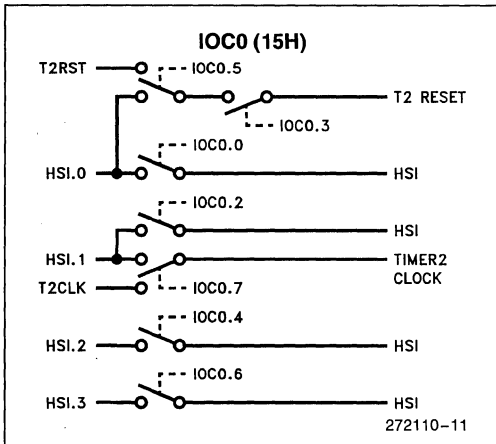 IOC0 (15H)
T2RST
IOC0.5
T2 RESET
IOC0.3
IOC0.0
HSI.0
HSI
IOC0.2
HSI
HSI.1
TIMER2
CLOCK
T2CLK
IOC0.7
IOC0.4
HSI.2
HSI
IOC0.6
HSI.3
HSI
272110-11